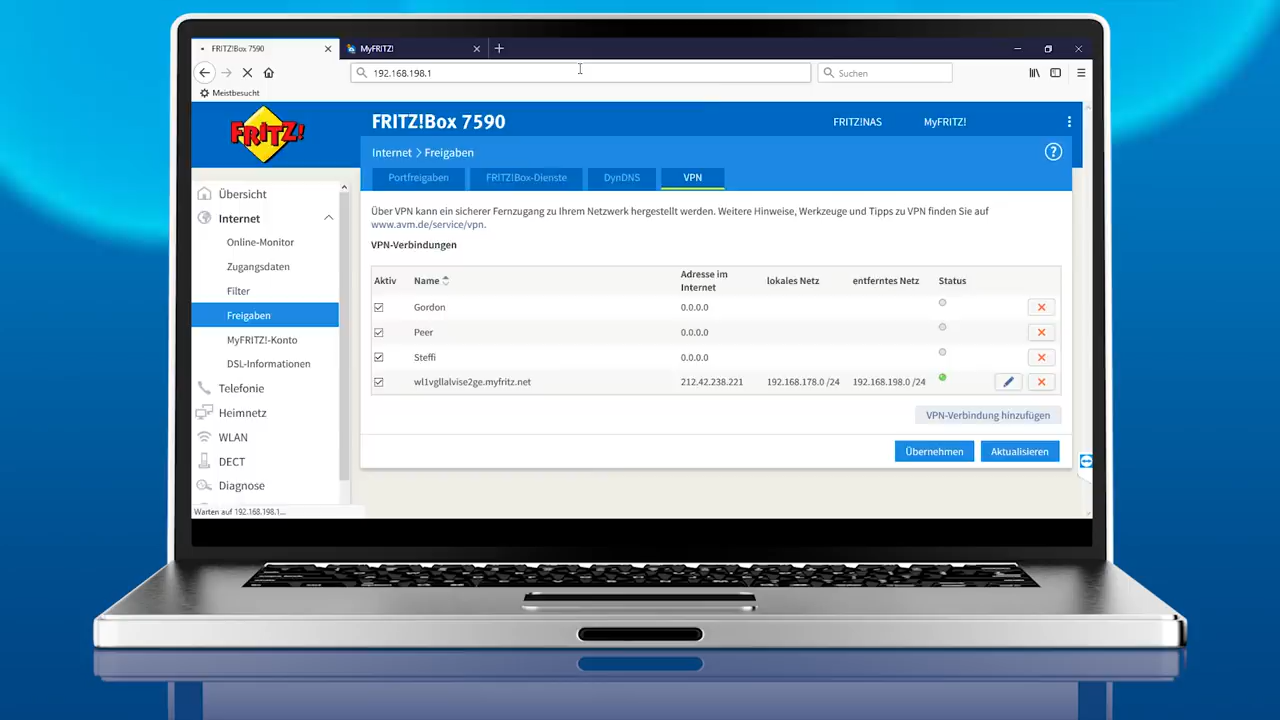 FRITZ!Box 7590
MyFRITZ!
192.168.198.1
Suchen
Meistbesucht
FRITZ!
FRITZ!Box 7590
FRITZ!NAS
MyFRITZ!
Internet > Freigaben
Portfreigaben
FRITZ!Box-Dienste
DynDNS
VPN
Übersicht
Internet
Online-Monitor
Zugangsdaten
Filter
Freigaben
MyFRITZ!-Konto
DSL-Informationen
Telefonie
Heimnetz
WLAN
DECT
Diagnose
Über VPN kann ein sicherer Fernzugang zu Ihrem Netzwerk hergestellt werden. Weitere Hinweise, Werkzeuge und Tipps zu VPN finden Sie auf
www.avm.de/service/vpn.
VPN-Verbindungen
Aktiv Name Adresse im Internet lokales Netz entferntes Netz Status
Gordon 0.0.0.0
Peer 0.0.0.0
Steffi 0.0.0.0
wl1vgllalvise2ge.myfritz.net 212.42.238.221 192.168.178.0 /24 192.168.198.0 /24
VPN-Verbindung hinzufügen
Übernehmen Aktualisieren
Warten auf 192.168.198.1...